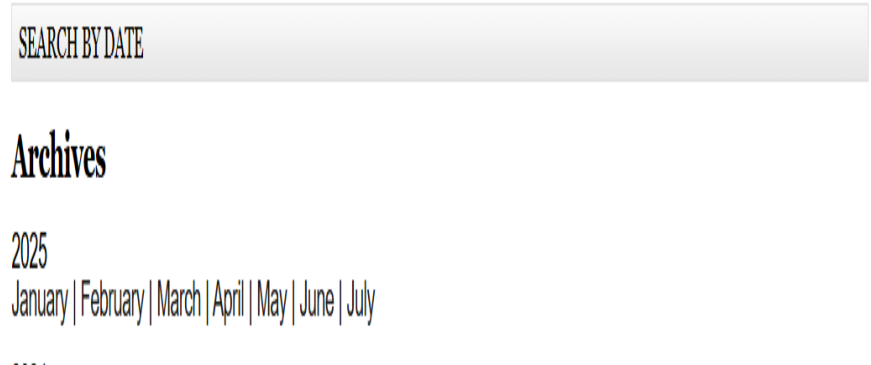 SEARCH BY DATE
Archives
2025
January | February | March | April | May | June | July